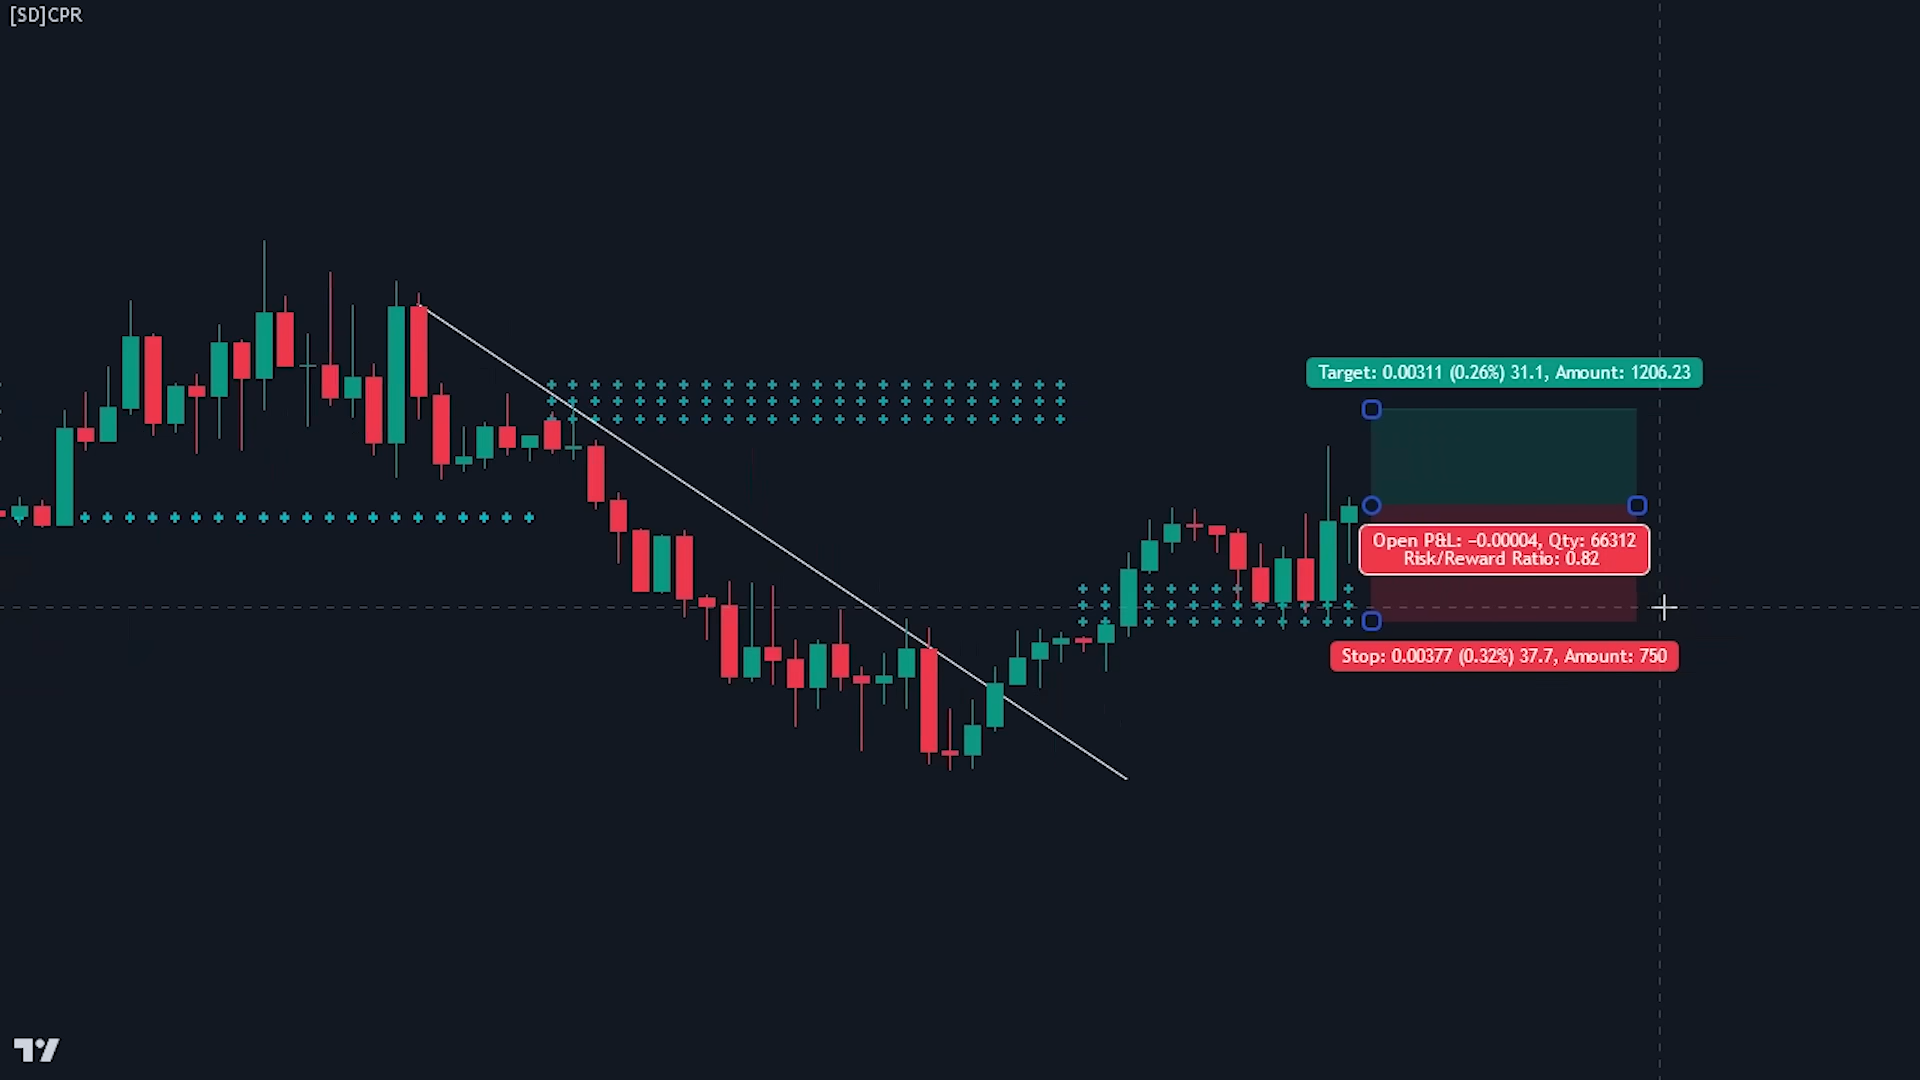 [SD]CPR
Target: 0.00311 (0.26%) 31.1, Amount: 1206.23
Open P&L: −0.00004, Qty: 66312
Risk/Reward Ratio: 0.82
Stop: 0.00377 (0.32%) 37.7, Amount: 750